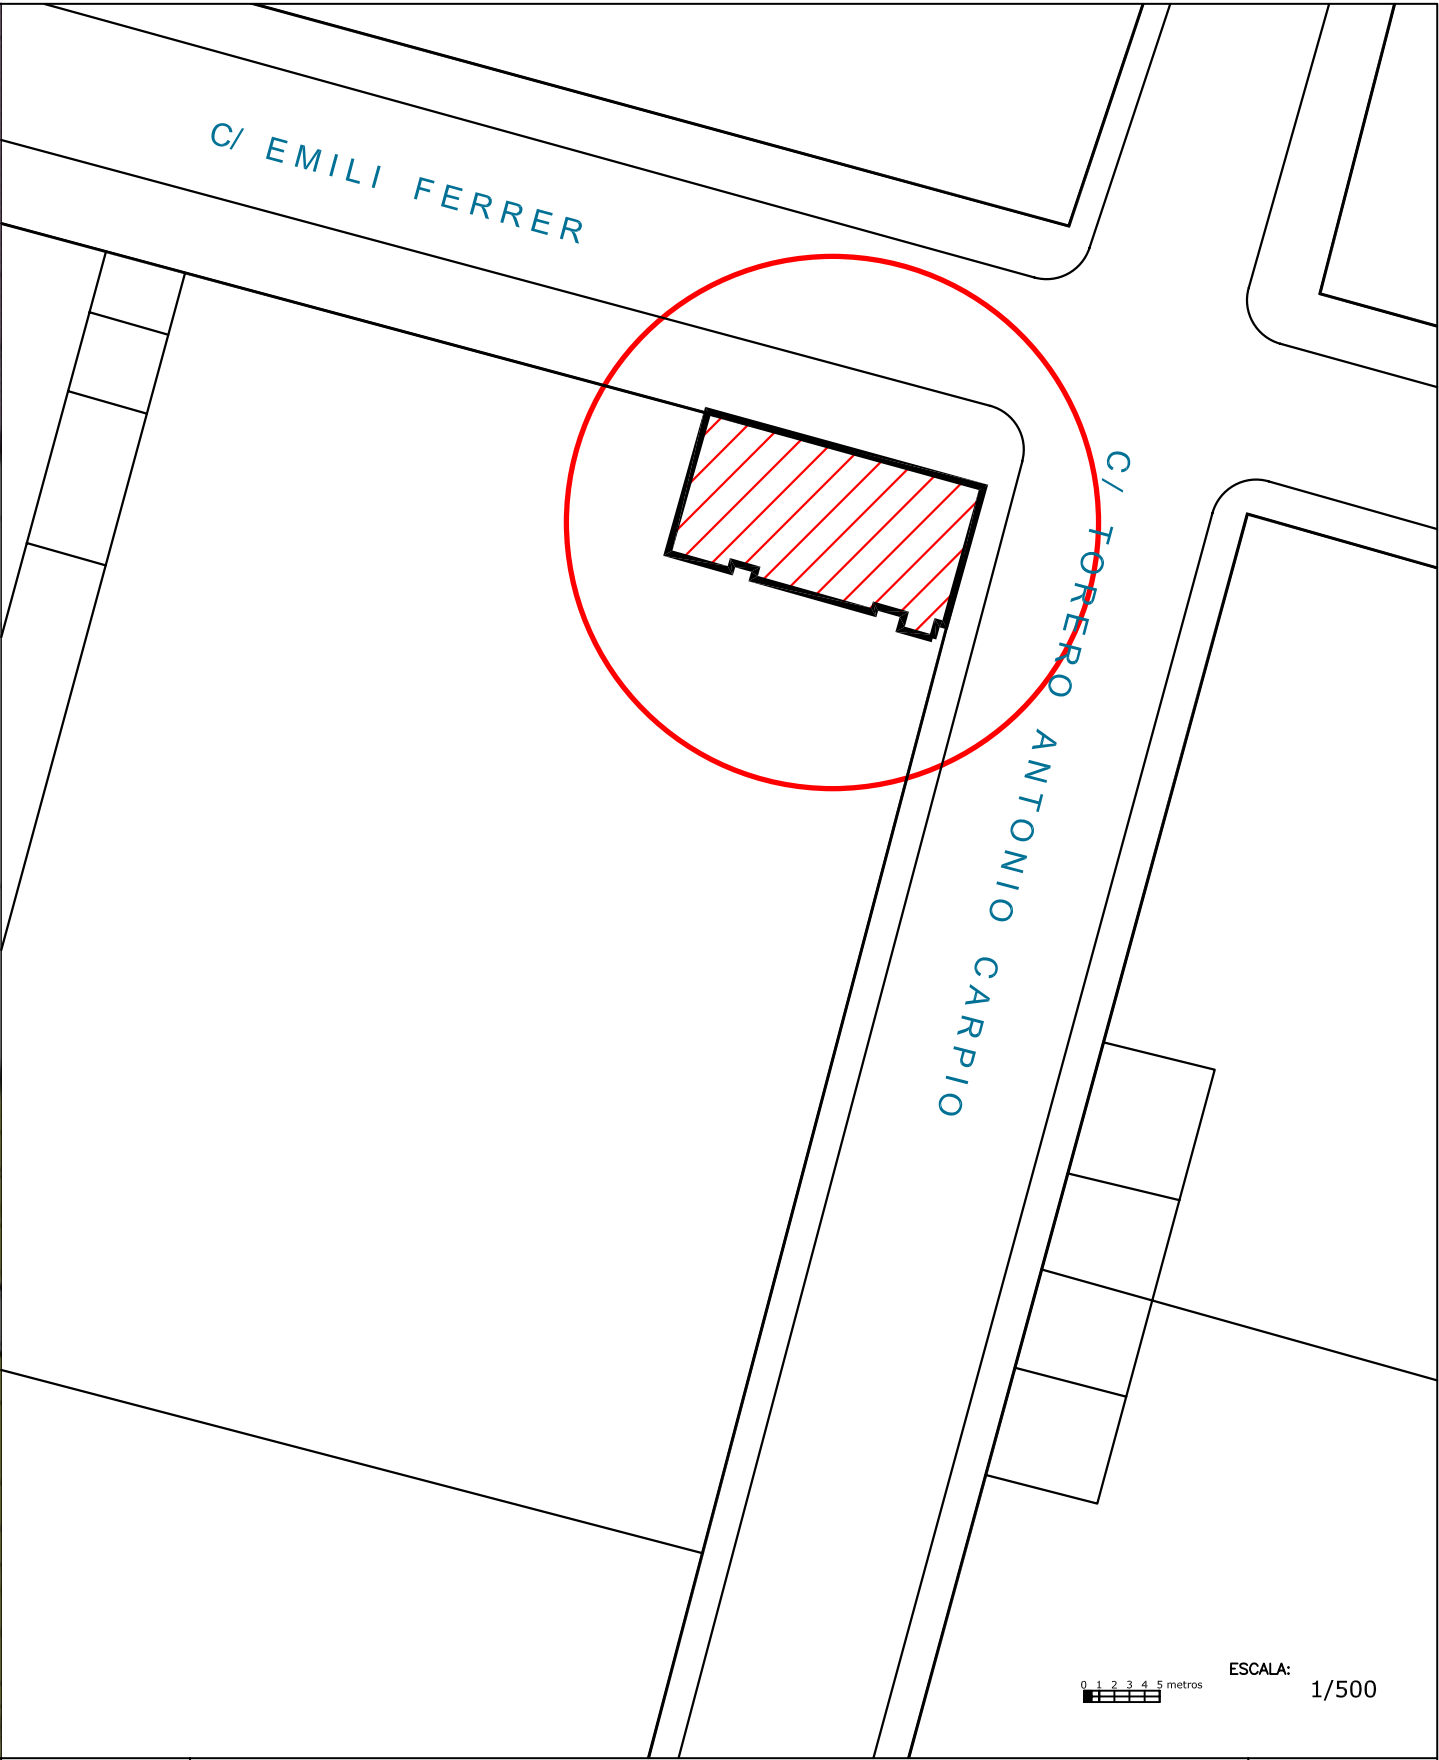 C/ EMILI FERRER
C/ TORERO ANTONIO CARPIO
0 1 2 3 4 5 metros
ESCALA:
1/500